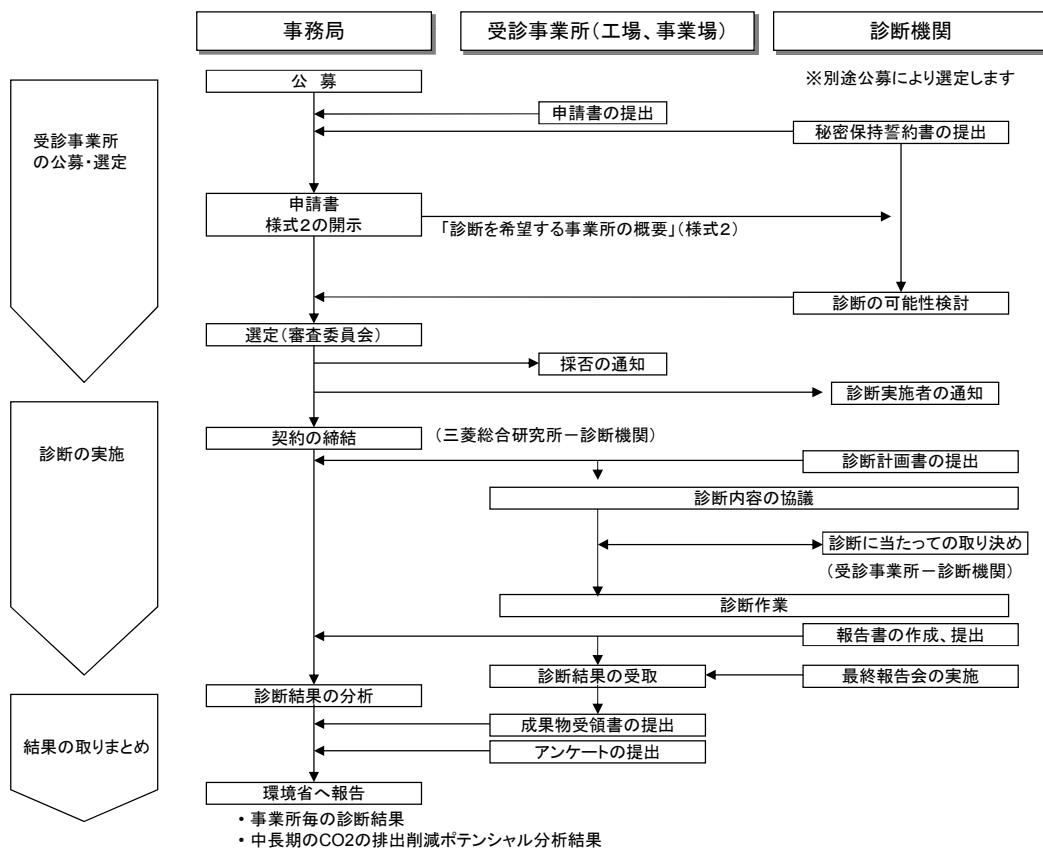 事務局
受診事業所(工場、事業場)
診断機関
公 募
※別途公募により選定します
申請書の提出
秘密保持誓約書の提出
受診事業所
の公募・選定
申請書
様式2の開示
「診断を希望する事業所の概要」(様式2)
診断の可能性検討
選定(審査委員会)
採否の通知
診断実施者の通知
契約の締結
(三菱総合研究所-診断機関)
診断の実施
診断計画書の提出
診断内容の協議
診断に当たっての取り決め
(受診事業所-診断機関)
診断作業
報告書の作成、提出
診断結果の受取
最終報告会の実施
診断結果の分析
成果物受領書の提出
結果の取りまとめ
アンケートの提出
環境省へ報告
・事業所毎の診断結果
・中長期のCO2の排出削減ポテンシャル分析結果